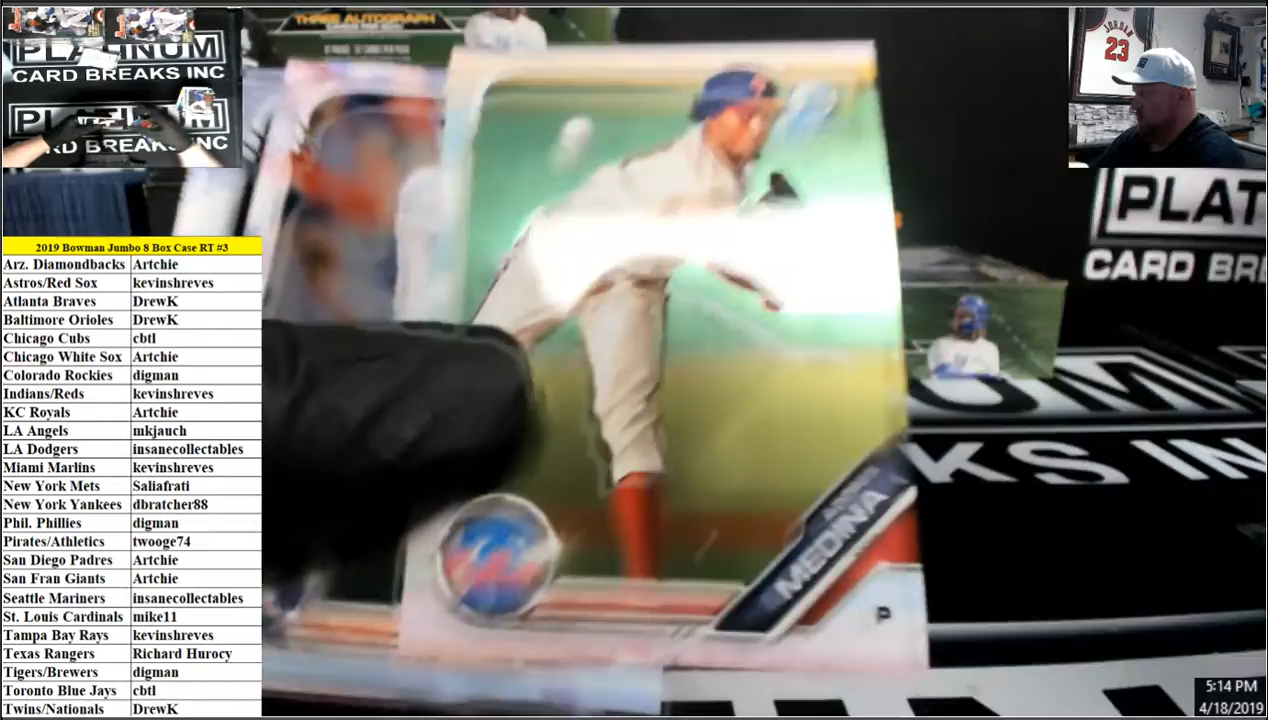 THREE AUTOGRAPH
PLATINUM
CARD BREAKS INC
PLATINUM
RD BREAKS INC
JORDAN
23
PLAT
CARD BRE
UM
KS IN
MEDINA
P
2019 Bowman Jumbo 8 Box Case RT #3
Arz. Diamondbacks Artchie
Astros/Red Sox kevinshreves
Atlanta Braves DrewK
Baltimore Orioles DrewK
Chicago Cubs cbtl
Chicago White Sox Artchie
Colorado Rockies digman
Indians/Reds kevinshreves
KC Royals Artchie
LA Angels mkjauch
LA Dodgers insanecollectables
Miami Marlins kevinshreves
New York Mets Saliafrati
New York Yankees dbratcher88
Phil. Phillies digman
Pirates/Athletics twooge74
San Diego Padres Artchie
San Fran Giants Artchie
Seattle Mariners insanecollectables
St. Louis Cardinals mike11
Tampa Bay Rays kevinshreves
Texas Rangers Richard Hurocy
Tigers/Brewers digman
Toronto Blue Jays cbtl
Twins/Nationals DrewK
5:14 PM
4/18/2019